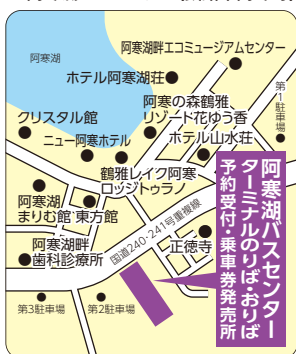 阿寒湖
阿寒湖畔エコミュージアムセンター
ホテル阿寒湖荘
第1駐車場
阿寒の森鶴雅
リゾート花ゆう香
クリスタル館
ニュー阿寒ホテル
ホテル山水荘
鶴雅レイク阿寒
ロッジトゥラノ
阿寒湖
まりむ館
東方館
国道240・241号重複線
正徳寺
阿寒湖畔
歯科診療所
第3駐車場
第2駐車場
阿寒湖バスセンター
ターミナルのりば・おりば
予約受付・乗車券発売所